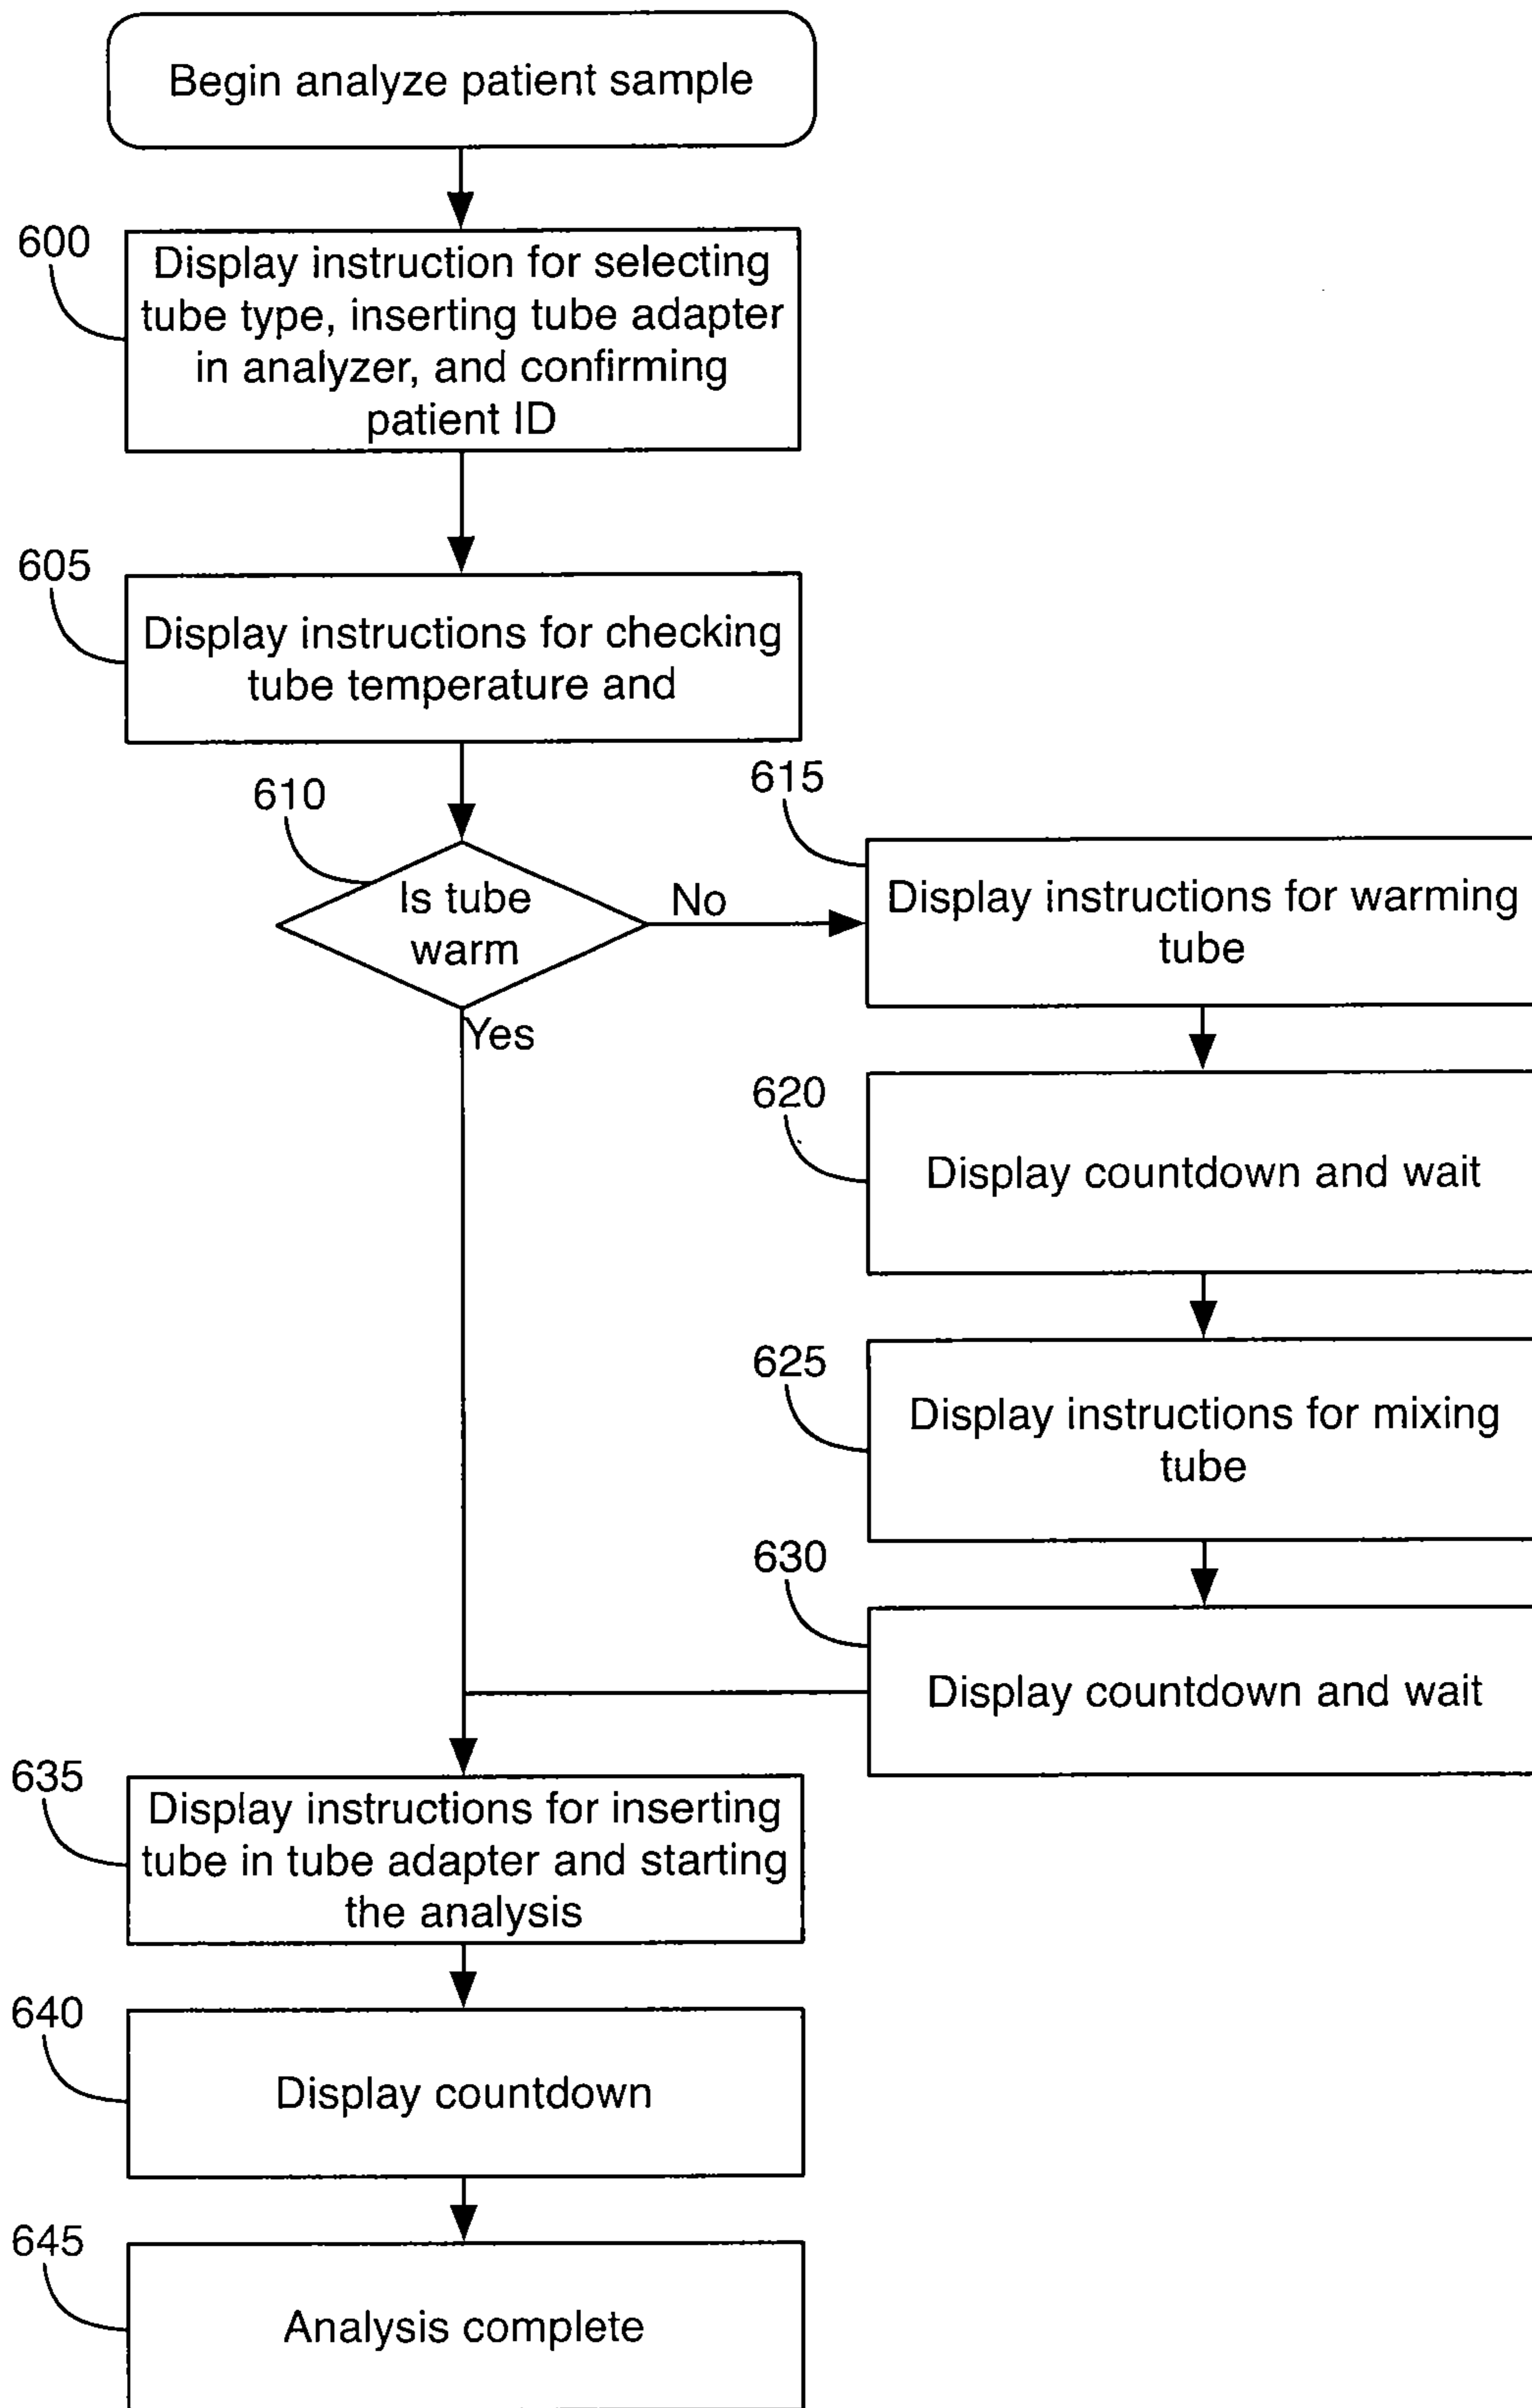 Begin analyze patient sample
600
Display instruction for selecting
tube type, inserting tube adapter
in analyzer, and confirming
patient ID
605
Display instructions for checking
tube temperature and
610
Is tube
warm
No
Yes
615
Display instructions for warming
tube
620
Display countdown and wait
625
Display instructions for mixing
tube
630
Display countdown and wait
635
Display instructions for inserting
tube in tube adapter and starting
the analysis
640
Display countdown
645
Analysis complete